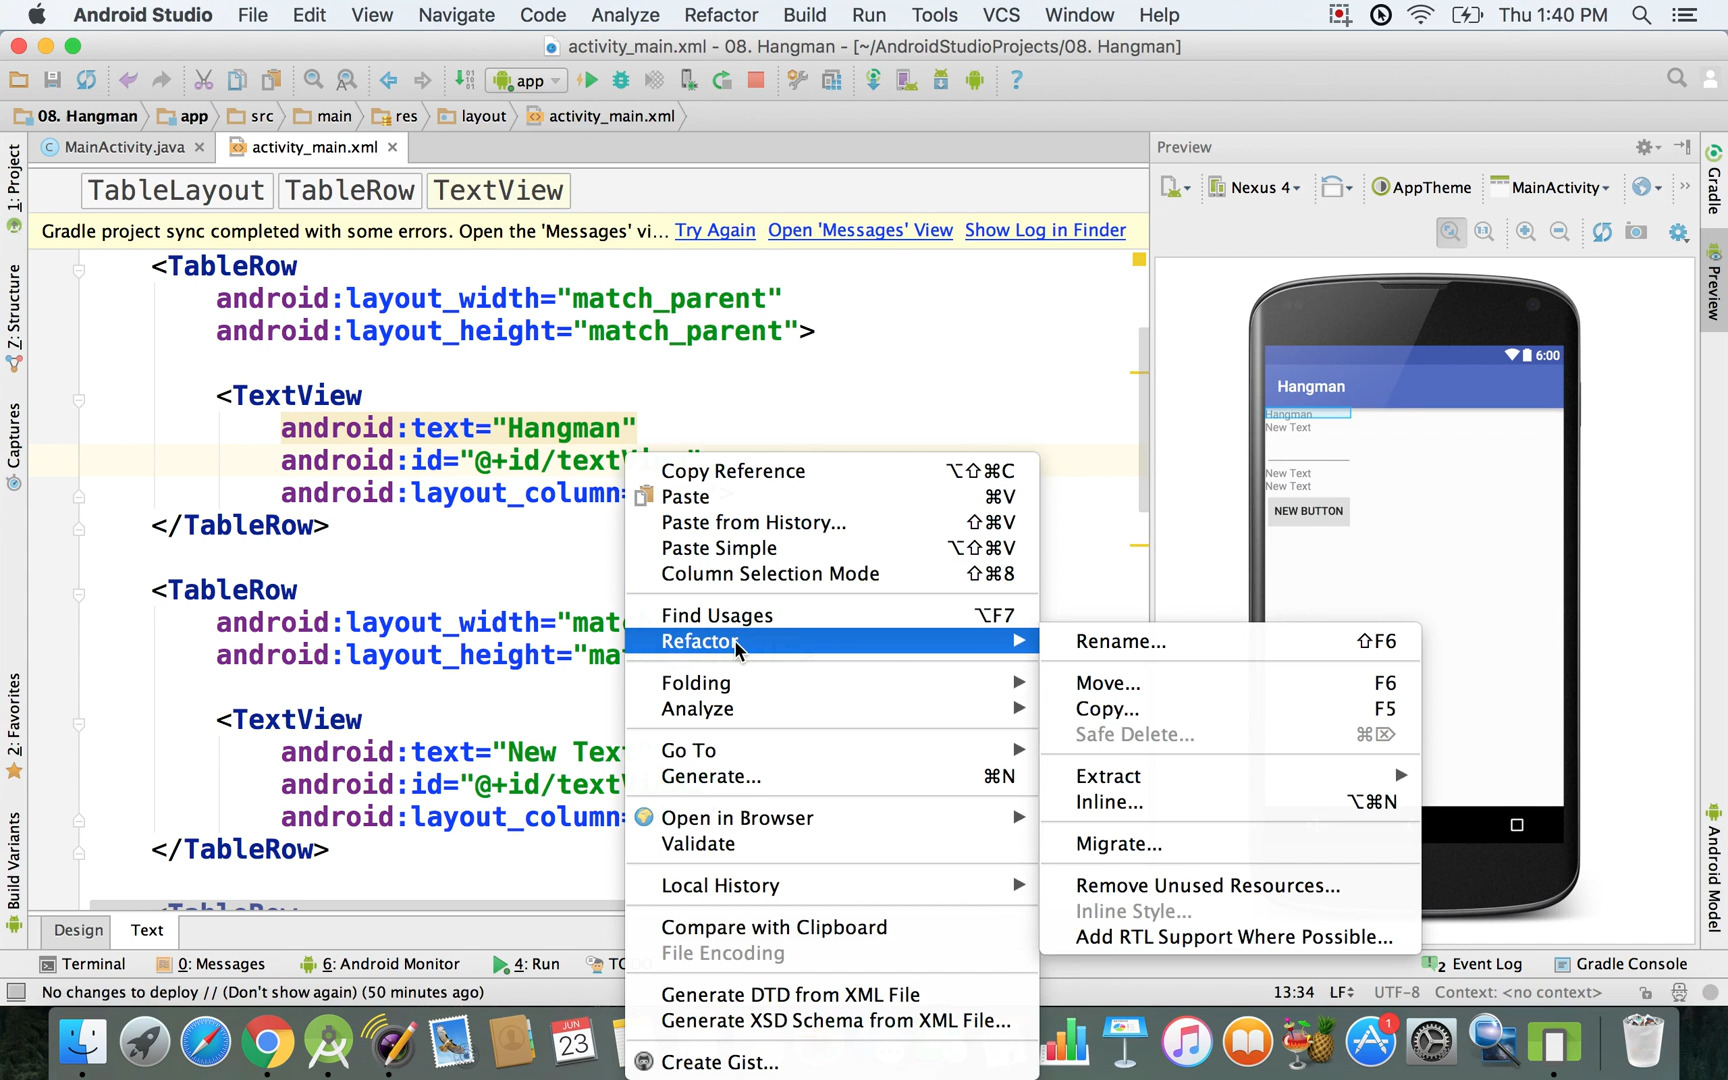 Android Studio File Edit View Navigate Code Analyze Refactor Build Run Tools VCS Window Help Thu 1:40 PM
activity_main.xml - 08. Hangman - [~/AndroidStudioProjects/08. Hangman]
app
08. Hangman app src main res layout activity_main.xml
MainActivity.java activity_main.xml
Preview
TableLayout TableRow TextView
Nexus 4 AppTheme MainActivity
Gradle project sync completed with some errors. Open the 'Messages' vi... Try Again Open 'Messages' View Show Log in Finder
<TableRow
android:layout_width="match_parent"
android:layout_height="match_parent">
<TextView
android:text="Hangman"
android:id="@+id/textV
android:layout_column=
</TableRow>
<TableRow
android:layout_width="mat
android:layout_height="ma
<TextView
android:text="New Tex
android:id="@+id/textV
android:layout_column=
</TableRow>
<TableRow
Copy Reference ⌥⇧⌘C
Paste ⌘V
Paste from History... ⇧⌘V
Paste Simple ⌥⇧⌘V
Column Selection Mode ⇧⌘8
Find Usages ⌥F7
Refactor
Folding
Analyze
Go To
Generate... ⌘N
Open in Browser
Validate
Local History
Compare with Clipboard
File Encoding
Generate DTD from XML File
Generate XSD Schema from XML File...
Create Gist...
Rename... ⇧F6
Move... F6
Copy... F5
Safe Delete... ⌘⌦
Extract
Inline... ⌥⌘N
Migrate...
Remove Unused Resources...
Inline Style...
Add RTL Support Where Possible...
6:00
Hangman
Hangman
New Text
New Text
New Text
NEW BUTTON
1: Project
Z: Structure
Captures
2: Favorites
Build Variants
Gradle
Preview
Android Model
Design Text
Terminal 0: Messages 6: Android Monitor 4: Run TO 2 Event Log Gradle Console
No changes to deploy // (Don't show again) (50 minutes ago) 13:34 LF÷ UTF-8 Context: <no context>
JUN
23
1